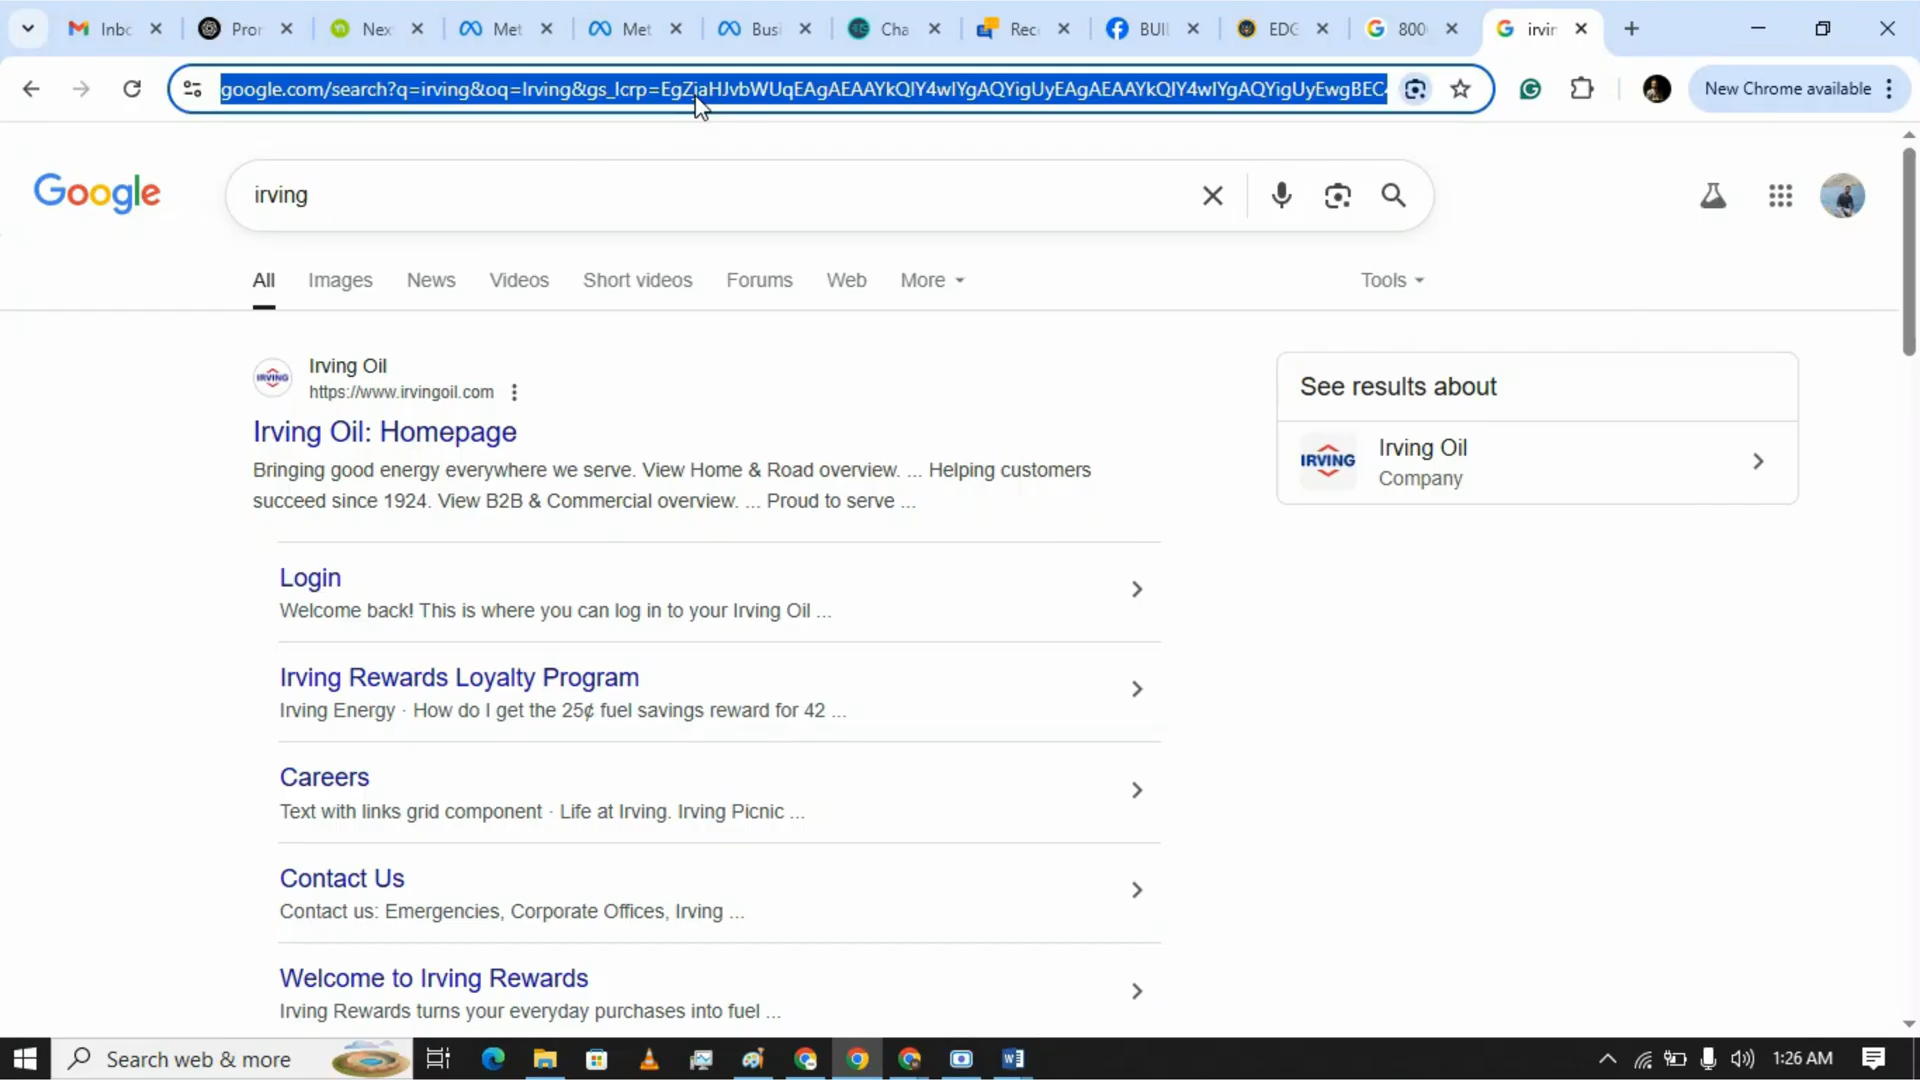 Inbc
Pror
Nex
Met
Met
Busi
Cha
Rec
BUIL
EDG
800
irvin
google.com/search?q=irving&oq=Irving&gs_lcrp=
New Chrome available
Google
irving
All
Images
News
Videos
Short videos
Forums
Web
More
Tools
IRVING
Irving Oil
https://www.irvingoil.com
Irving Oil: Homepage
Bringing good energy everywhere we serve. View Home & Road overview. ... Helping customers
succeed since 1924. View B2B & Commercial overview. ... Proud to serve ...
See results about
IRVING
Irving Oil
Company
Login
Welcome back! This is where you can log in to your Irving Oil ...
Irving Rewards Loyalty Program
Irving Energy · How do I get the 25¢ fuel savings reward for 42 ...
Careers
Text with links grid component · Life at Irving. Irving Picnic ...
Contact Us
Contact us: Emergencies, Corporate Offices, Irving ...
Welcome to Irving Rewards
Irving Rewards turns your everyday purchases into fuel ...
Search web & more
1:26 AM